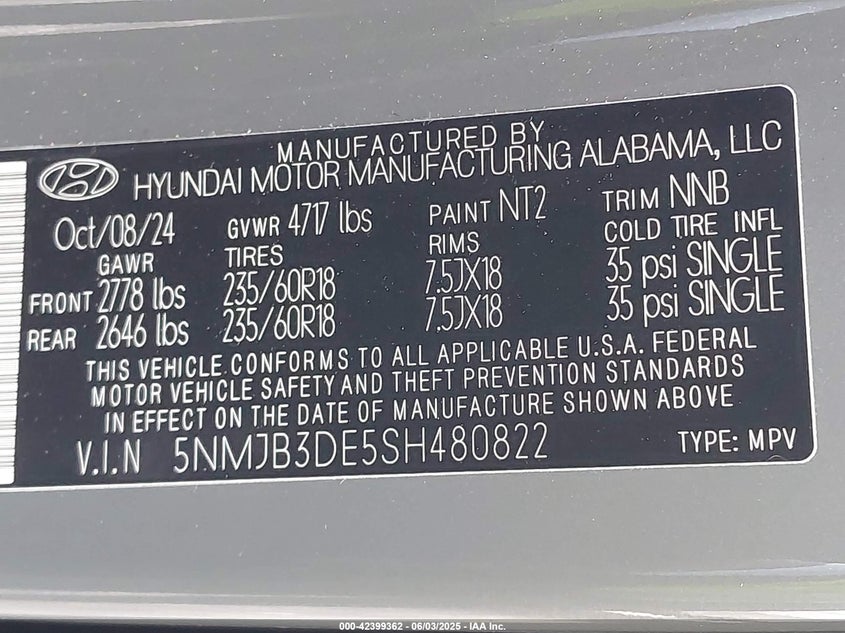 MANUFACTURED BY
HYUNDAI MOTOR MANUFACTURING ALABAMA, LLC
Oct/08/24 GVWR 4717 lbs PAINT NT2 TRIM NNB
GAWR TIRES RIMS COLD TIRE INFL
FRONT 2778 lbs 235/60R18 7.5JX18 35 psi SINGLE
REAR 2646 lbs 235/60R18 7.5JX18 35 psi SINGLE
THIS VEHICLE CONFORMS TO ALL APPLICABLE U.S.A. FEDERAL
MOTOR VEHICLE SAFETY AND THEFT PREVENTION STANDARDS
IN EFFECT ON THE DATE OF MANUFACTURE SHOWN ABOVE
V.I.N 5NMJB3DE5SH480822 TYPE: MPV
000-42399362 - 06/03/2025 - IAA Inc.